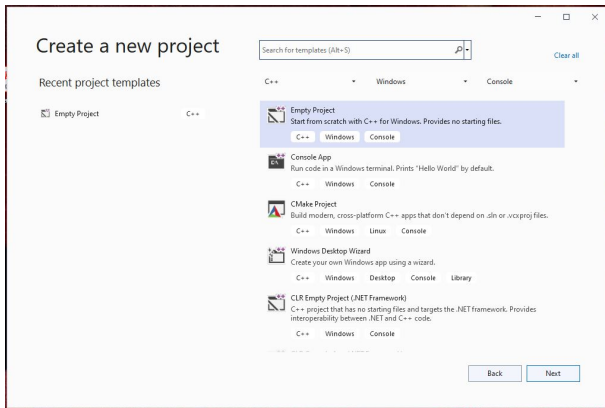 Create a new project
Search for templates (Alt+S)
Clear all
Recent project templates
C++ Windows Console
Empty Project C++
Empty Project
Start from scratch with C++ for Windows. Provides no starting files.
C++ Windows Console
Console App
Run code in a Windows terminal. Prints "Hello World" by default.
C++ Windows Console
CMake Project
Build modern, cross-platform C++ apps that don't depend on .sln or .vcxproj files.
C++ Windows Linux Console
Windows Desktop Wizard
Create your own Windows app using a wizard.
C++ Windows Desktop Console Library
CLR Empty Project (.NET Framework)
C++ project that has no starting files and targets the .NET framework. Provides
interoperability between .NET and C++ code.
C++ Windows Console
Back Next